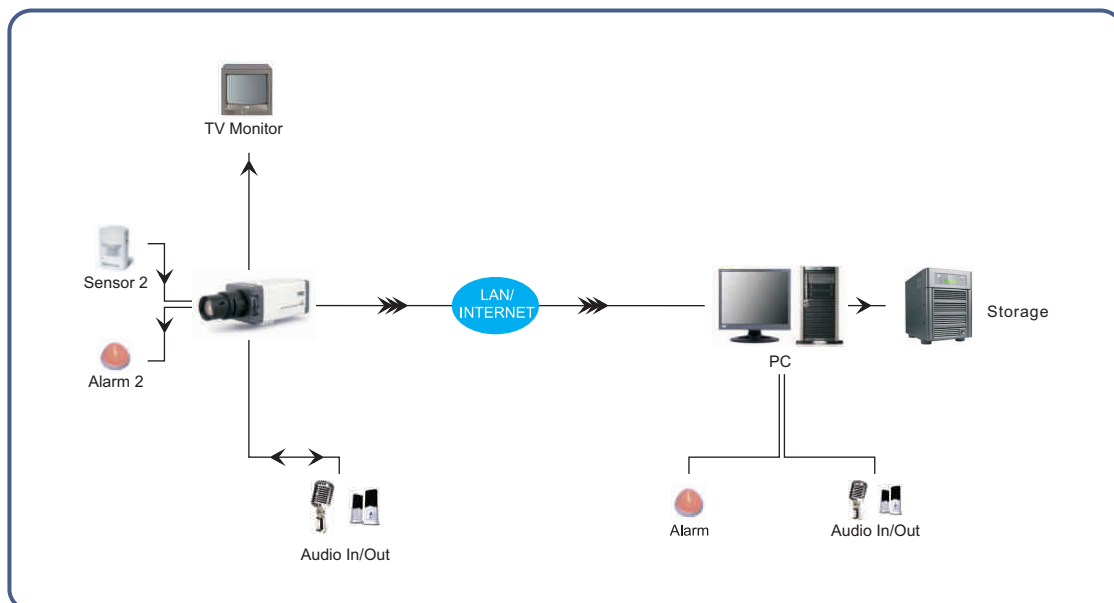 TV Monitor
Sensor 2
Alarm 2
LAN/
INTERNET
PC
Storage
Audio In/Out
Alarm
Audio In/Out